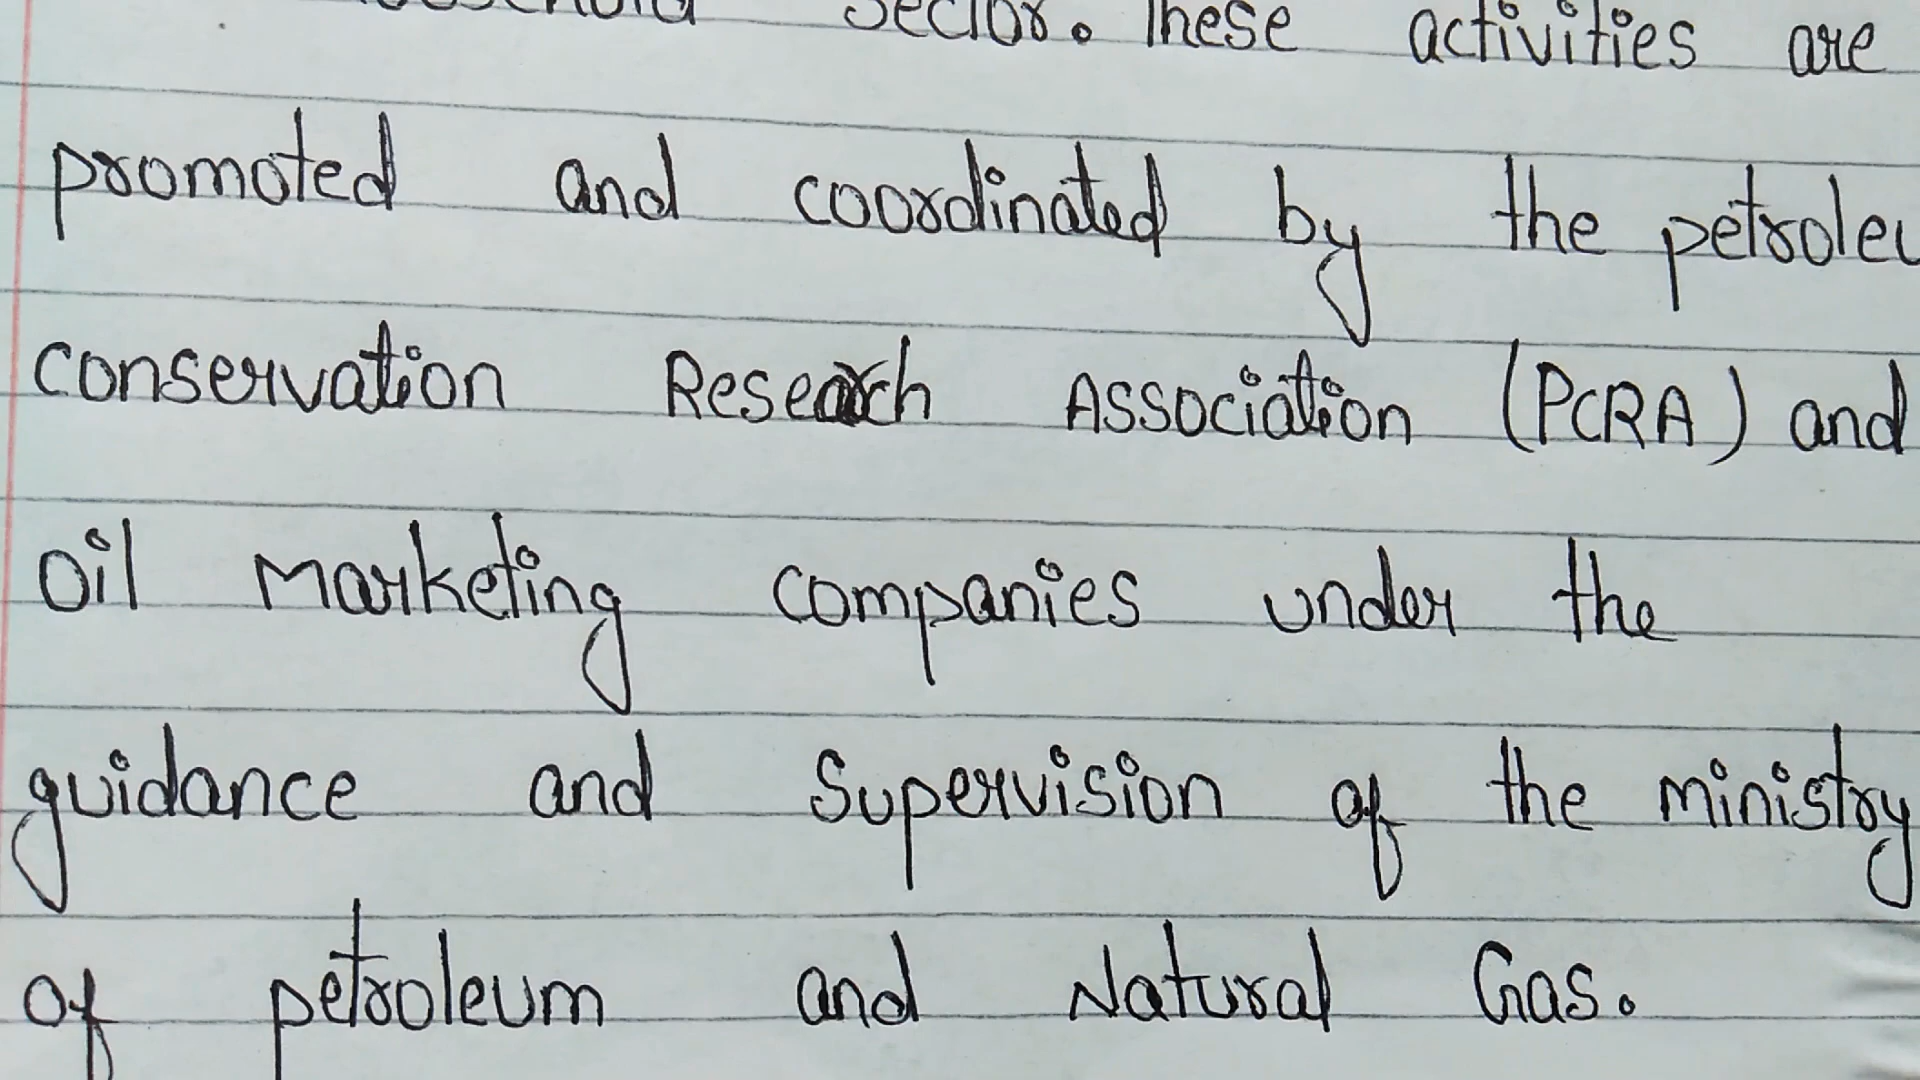 Sector. These activities are
promoted and coordinated by the petroleu
conservation Research Association (PCRA) and
oil marketing companies under the
guidance and Supervision of the ministry
of petroleum and Natural Gas.